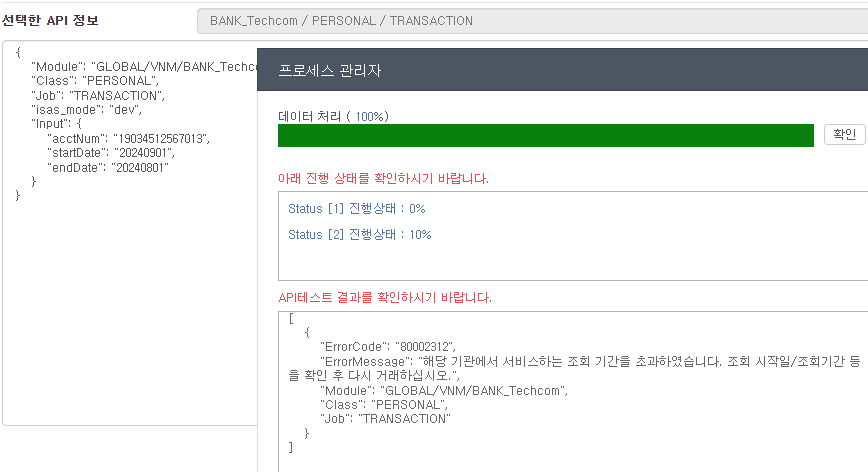 선택한 API 정보
BANK_Techcom / PERSONAL / TRANSACTION
{
"Module": "GLOBAL/VNM/BANK_Techco
"Class": "PERSONAL",
"Job": "TRANSACTION",
"isas_mode": "dev",
"Input": {
"acctNum": "19034512567013",
"startDate": "20240901",
"endDate": "20240801"
}
}
프로세스 관리자
데이터 처리 ( 100%)
확인
아래 진행 상태를 확인하시기 바랍니다.
Status [1] 진행상태 : 0%
Status [2] 진행상태 : 10%
API테스트 결과를 확인하시기 바랍니다.
[
{
"ErrorCode": "80002312",
"ErrorMessage": "해당 기관에서 서비스하는 조회 기간을 초과하였습니다. 조회 시작일/조회기간 등
을 확인 후 다시 거래하십시오.",
"Module": "GLOBAL/VNM/BANK_Techcom",
"Class": "PERSONAL",
"Job": "TRANSACTION"
}
]